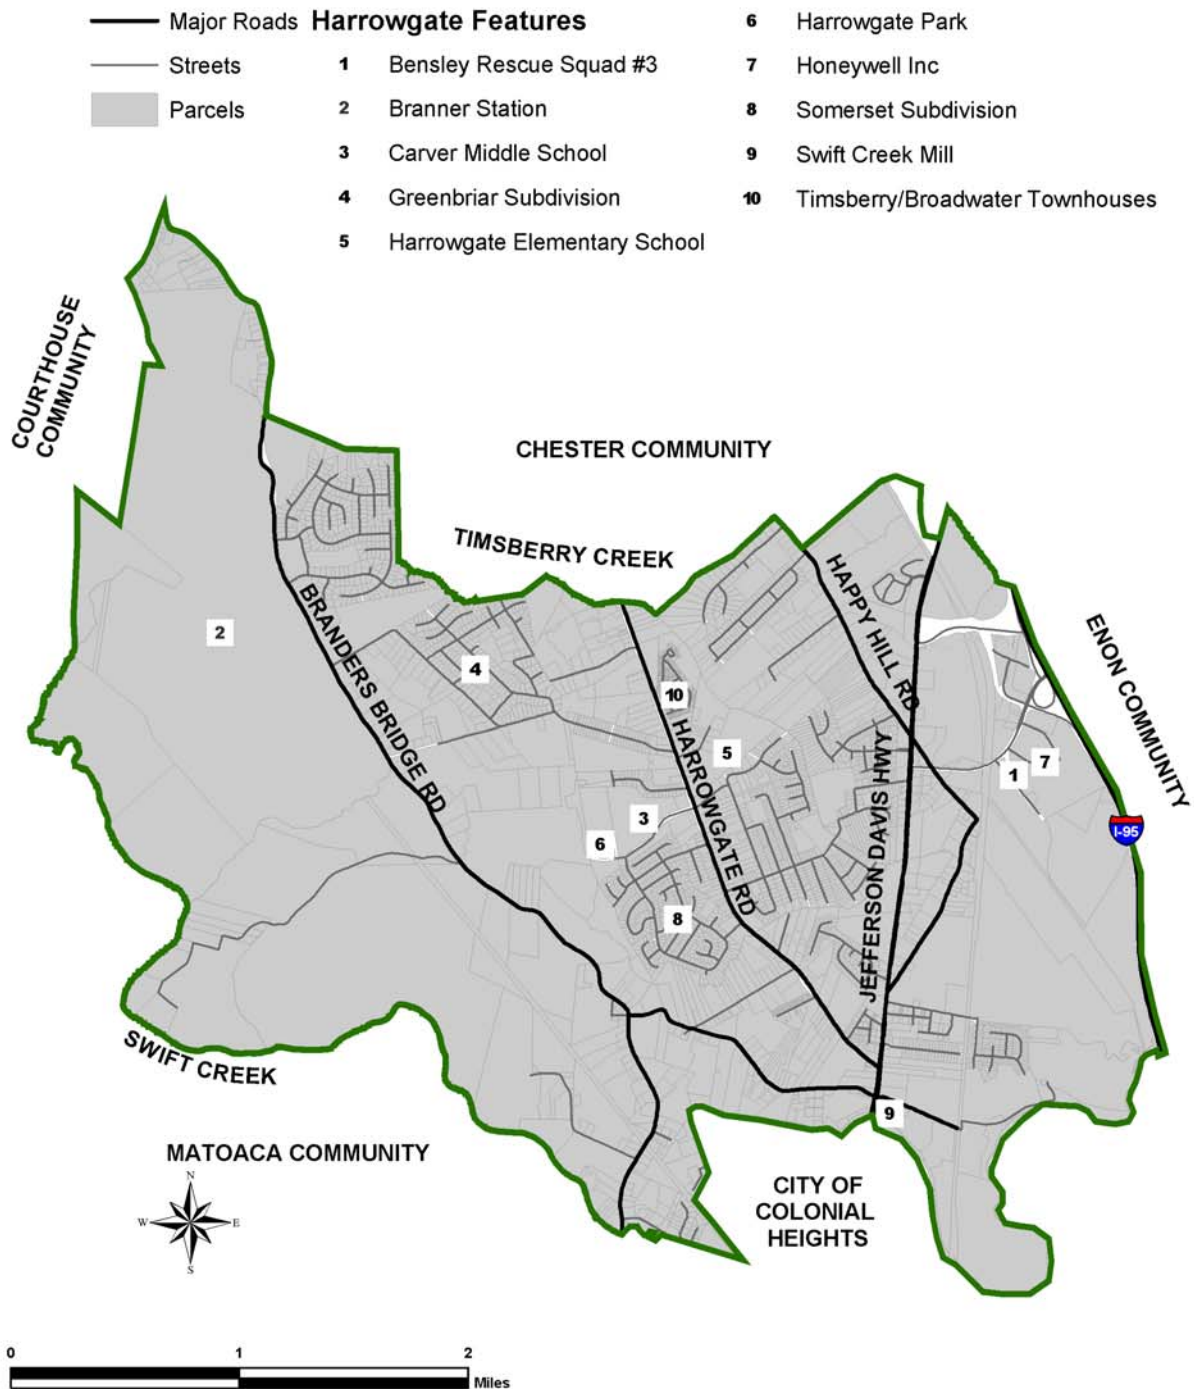 Major Roads
Streets
Parcels
Harrowgate Features
1 Bensley Rescue Squad #3
2 Branner Station
3 Carver Middle School
4 Greenbriar Subdivision
5 Harrowgate Elementary School
6 Harrowgate Park
7 Honeywell Inc
8 Somerset Subdivision
9 Swift Creek Mill
10 Timsberry/Broadwater Townhouses
COURTHOUSE
COMMUNITY
CHESTER COMMUNITY
TIMSBERRY CREEK
HAPPY HILL RD
ENON COMMUNITY
BRANDERS BRIDGE RD
2
4
10
HARROWGATE RD
5
JEFFERSON DAVIS HWY
1
7
3
6
I-95
8
SWIFT CREEK
9
MATOACA COMMUNITY
CITY OF
COLONIAL
HEIGHTS
N
W
E
S
0 1 2
Miles